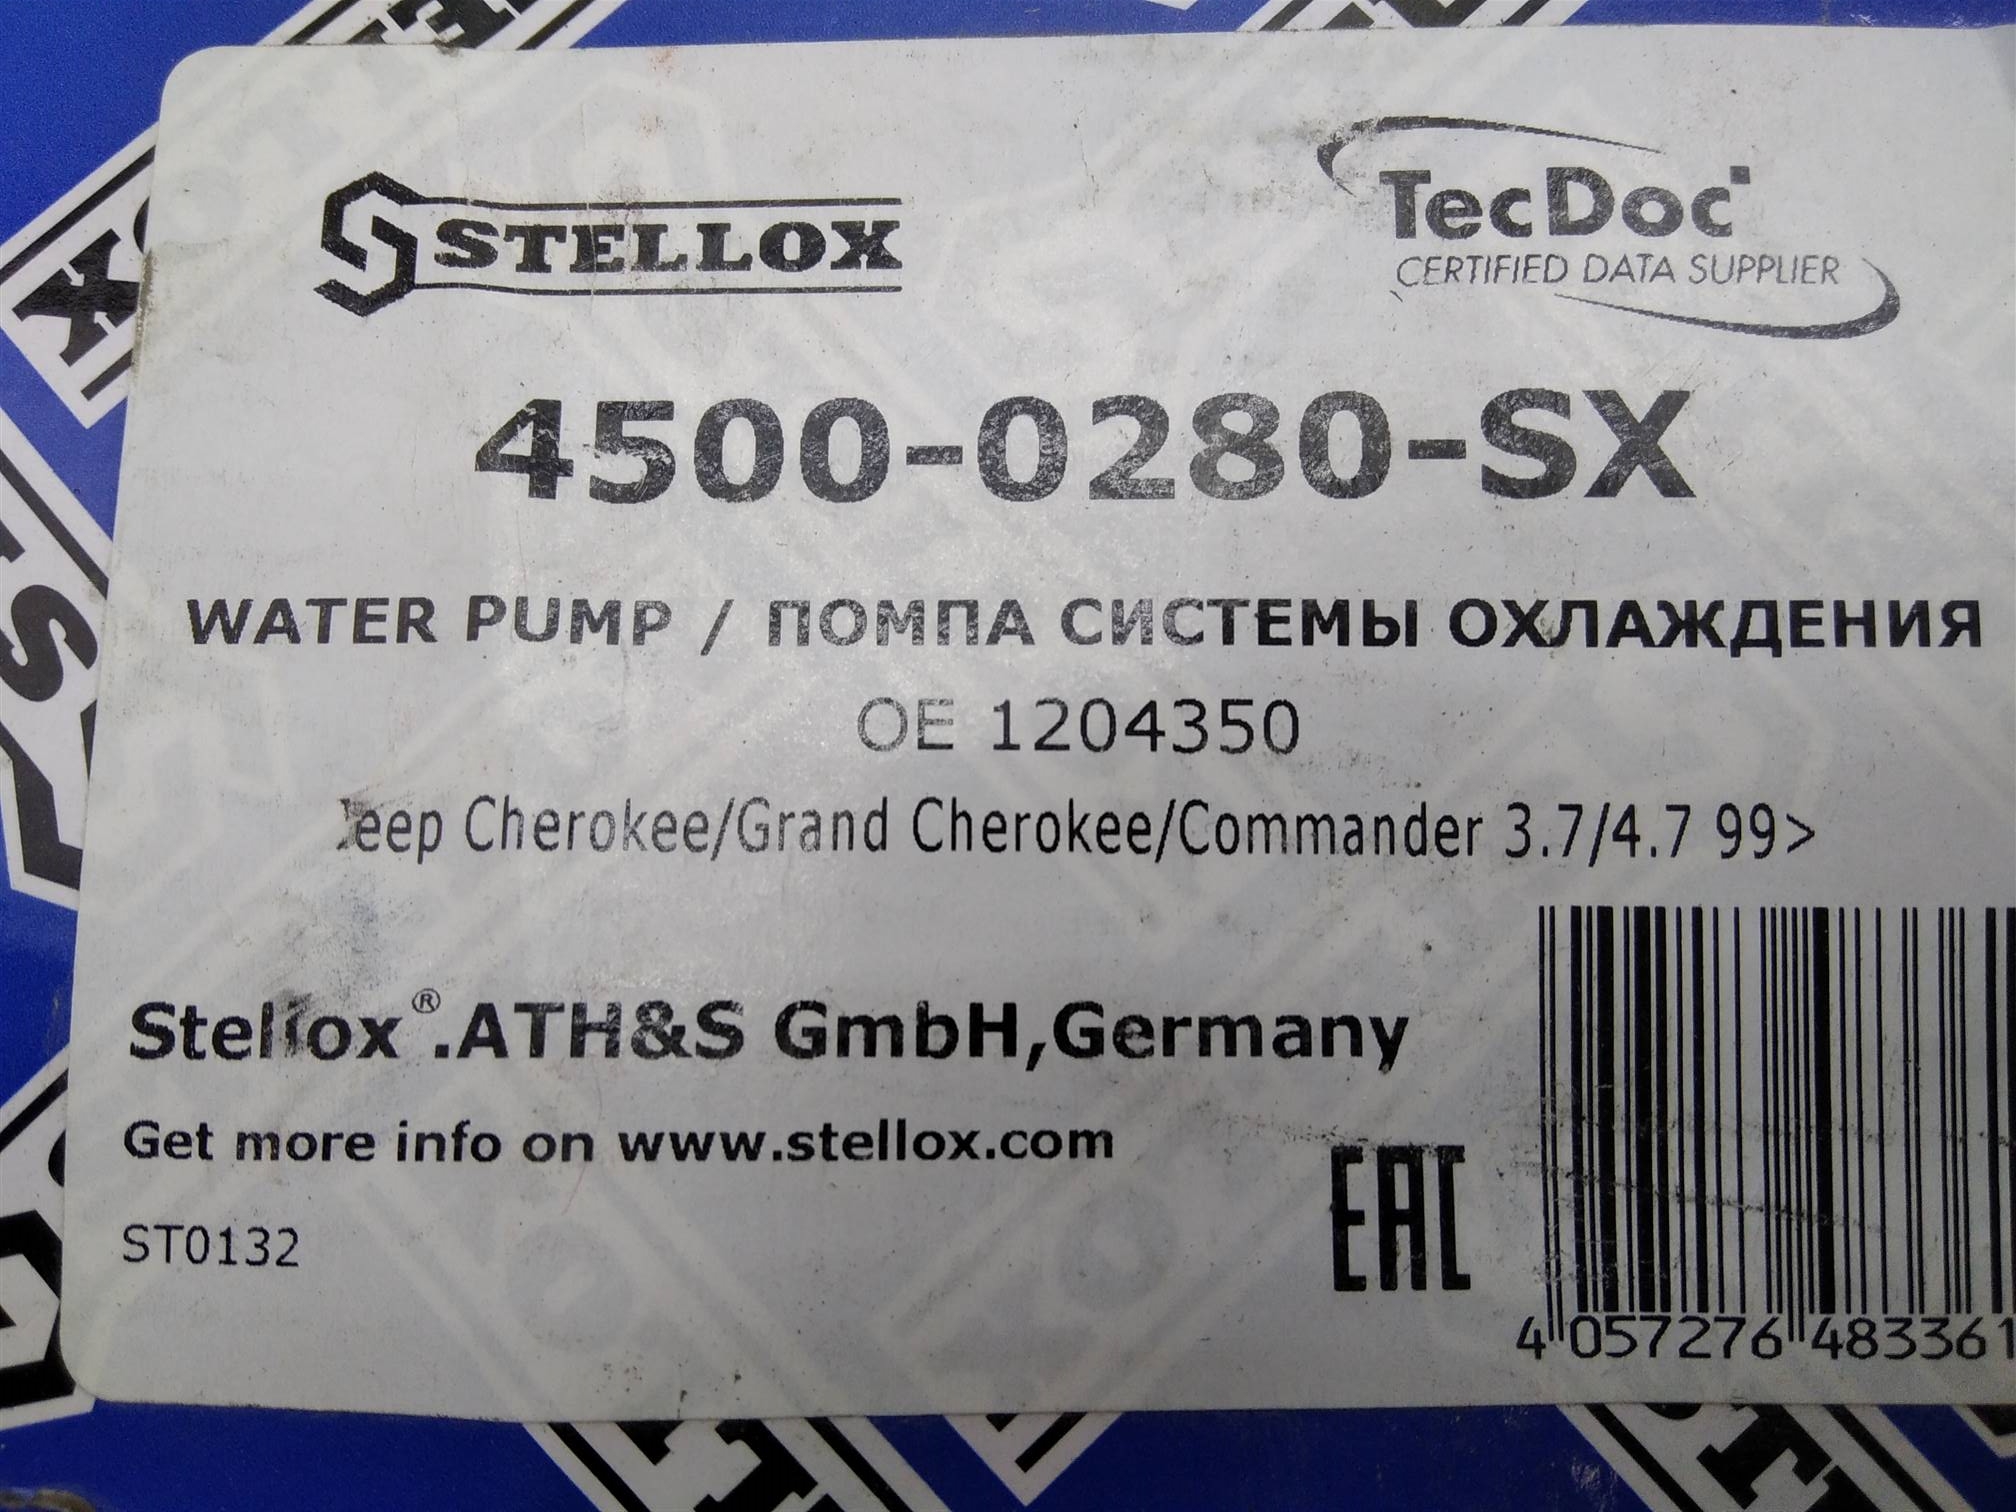 STELLOX
TecDoc
CERTIFIED DATA SUPPLIER
4500-0280-SX
WATER PUMP / ПОМПА СИСТЕМЫ ОХЛАЖДЕНИЯ
OE 1204350
Jeep Cherokee/Grand Cherokee/Commander 3.7/4.7 99>
Stellox®.ATH&S GmbH,Germany
Get more info on www.stellox.com
EAC
ST0132
4 057276 483361